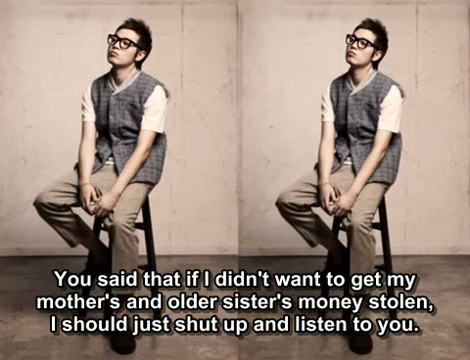 You said that if I didn't want to get my
mother's and older sister's money stolen,
I should just shut up and listen to you.